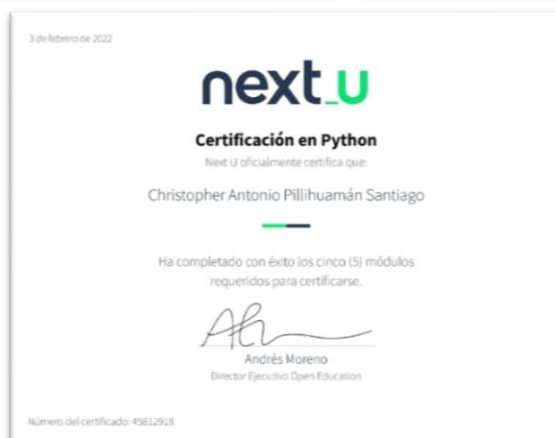 3 de febrero de 2022
next_u
Certificación en Python
Next U oficialmente certifica que:
Christopher Antonio Pillihuamán Santiago
Ha completado con éxito los cinco (5) módulos
requeridos para certificarse.
Andrés Moreno
Director Ejecutivo Open Education
Número del certificado: 45612918